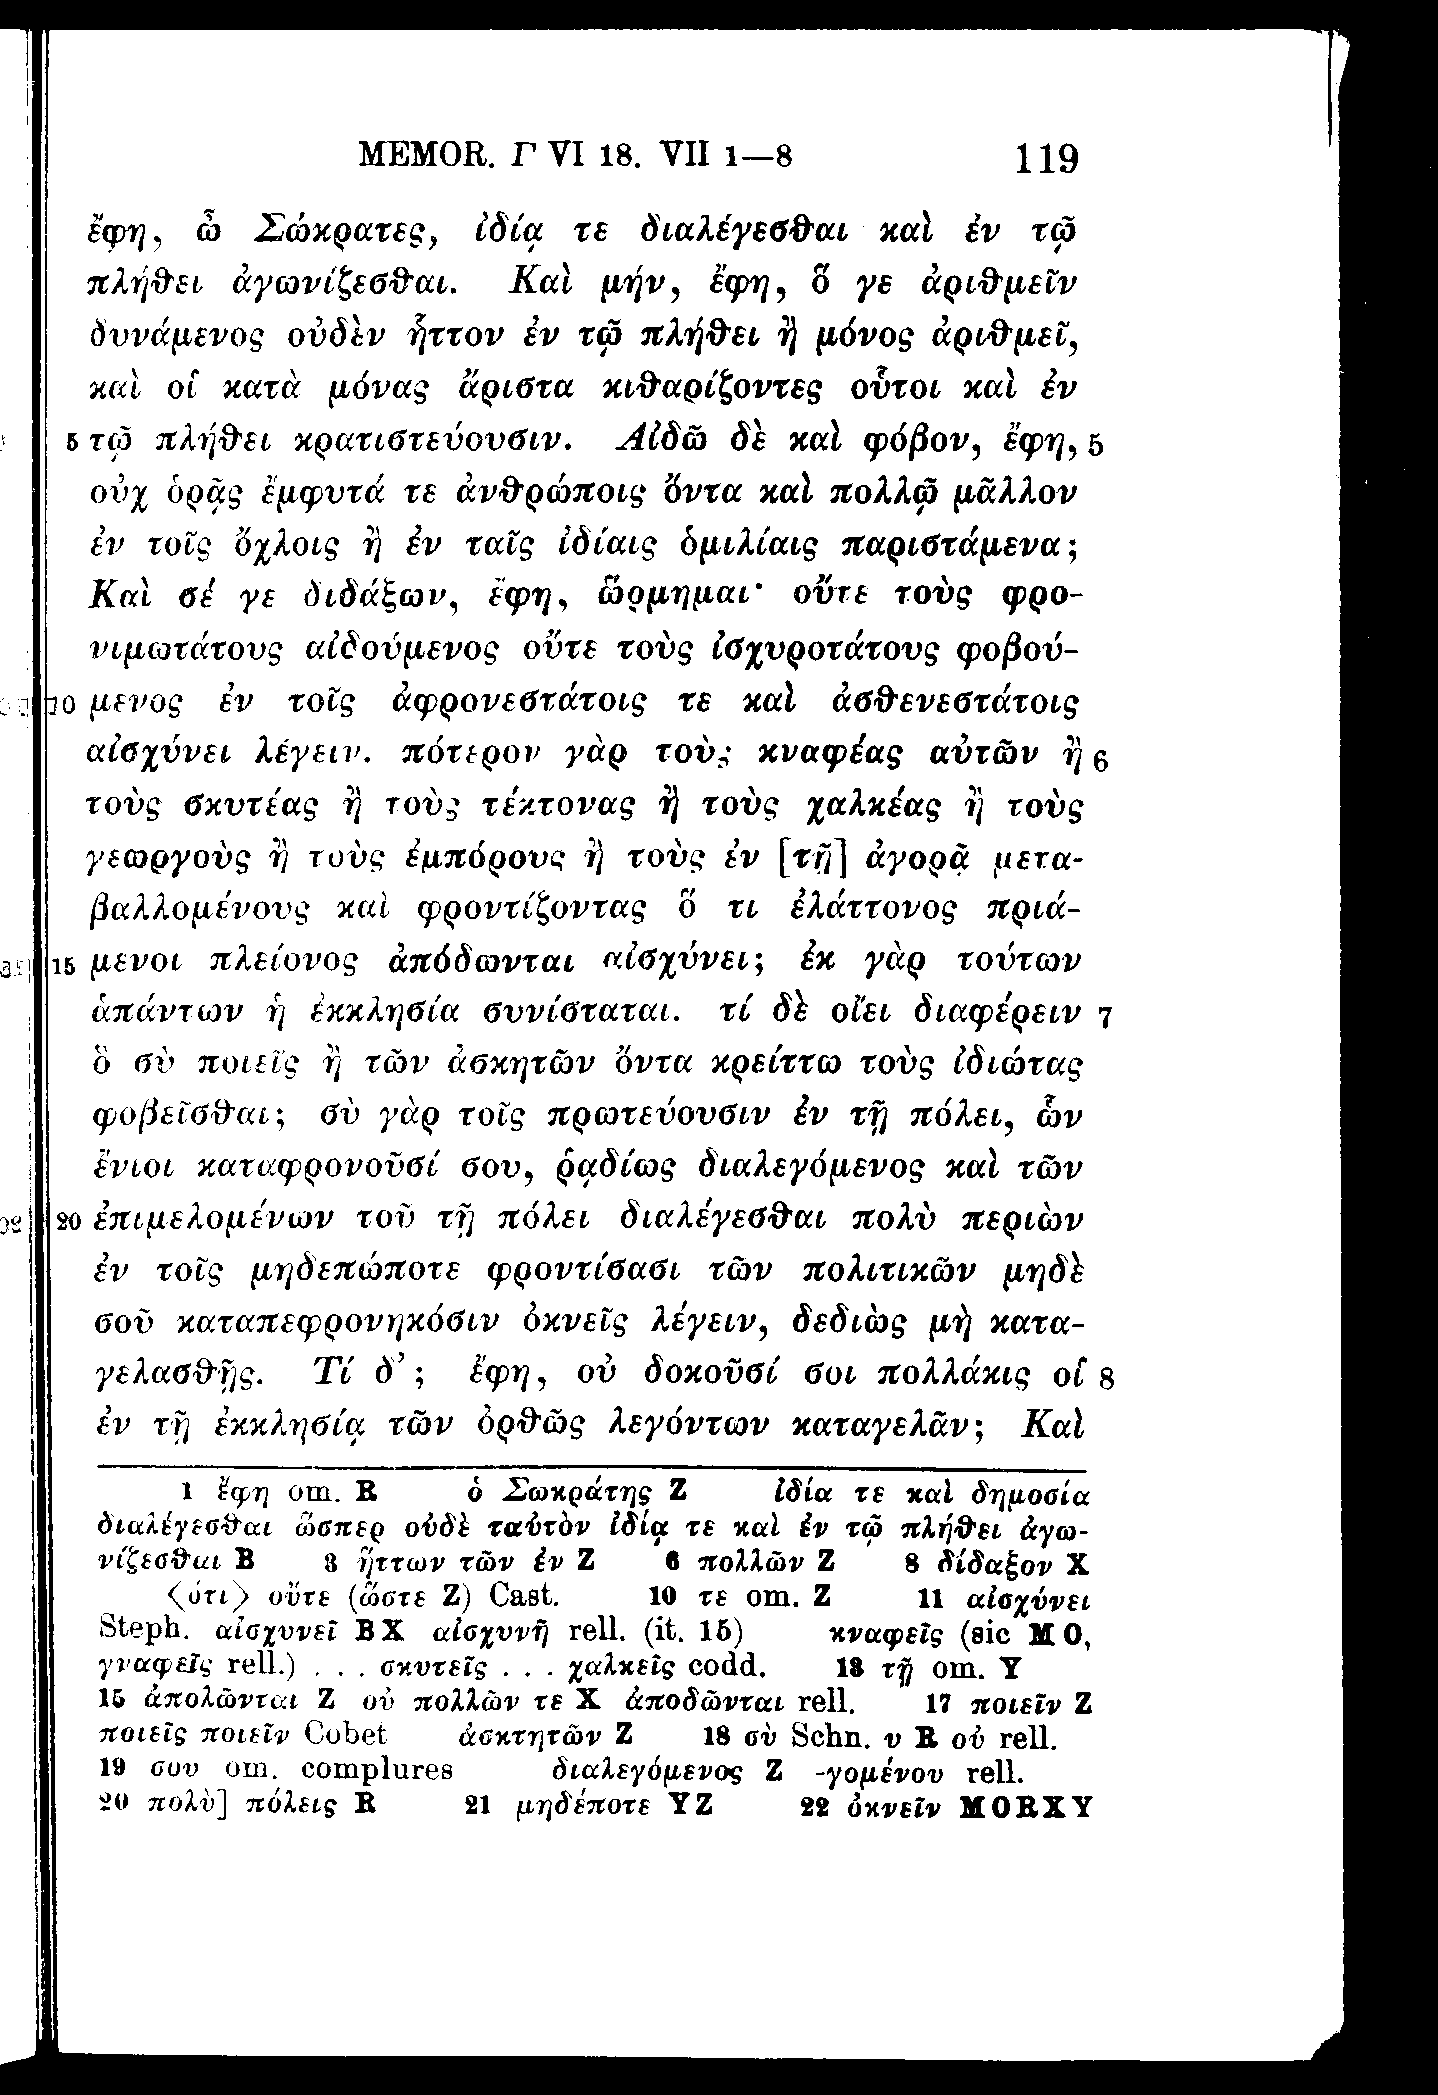 MEMOR. Γ VI 18. VII 1—8 119
ἔφη, ὦ Σώκρατες, ἰδίᾳ τε διαλέγεσθαι καὶ ἐν τῷ
πλήθει ἀγωνίζεσθαι. Καὶ μήν, ἔφη, ὅ γε ἀριθμεῖν
δυνάμενος οὐδὲν ἧττον ἐν τῷ πλήθει ἢ μόνος ἀριθμεῖ,
καὶ οἱ κατὰ μόνας ἄριστα κιθαρίζοντες οὗτοι καὶ ἐν
5 τῷ πλήθει κρατιστεύουσιν. Αἰδῶ δὲ καὶ φόβον, ἔφη, 5
οὐχ ὁρᾷς ἔμφυτά τε ἀνθρώποις ὄντα καὶ πολλῷ μᾶλλον
ἐν τοῖς ὄχλοις ἢ ἐν ταῖς ἰδίαις ὁμιλίαις παριστάμενα;
Καὶ σέ γε διδάξων, ἔφη, ὥρμημαι· οὔτε τοὺς φρο-
νιμωτάτους αἰδούμενος οὔτε τοὺς ἰσχυροτάτους φοβού-
10 μενος ἐν τοῖς ἀφρονεστάτοις τε καὶ ἀσθενεστάτοις
αἰσχύνει λέγειν. πότερον γὰρ τοὺς κναφέας αὐτῶν ἢ 6
τοὺς σκυτέας ἢ τοὺς τέκτονας ἢ τοὺς χαλκέας ἢ τοὺς
γεωργοὺς ἢ τοὺς ἐμπόρους ἢ τοὺς ἐν [τῇ] ἀγορᾷ μετα-
βαλλομένους καὶ φροντίζοντας ὅ τι ἐλάττονος πριά-
15 μενοι πλείονος ἀπόδωνται αἰσχύνει; ἐκ γὰρ τούτων
ἁπάντων ἡ ἐκκλησία συνίσταται. τί δὲ οἴει διαφέρειν 7
ὃ σὺ ποιεῖς ἢ τῶν ἀσκητῶν ὄντα κρείττω τοὺς ἰδιώτας
φοβεῖσθαι; σὺ γὰρ τοῖς πρωτεύουσιν ἐν τῇ πόλει, ὧν
ἔνιοι καταφρονοῦσί σου, ῥᾳδίως διαλεγόμενος καὶ τῶν
20 ἐπιμελομένων τοῦ τῇ πόλει διαλέγεσθαι πολὺ περιὼν
ἐν τοῖς μηδεπώποτε φροντίσασι τῶν πολιτικῶν μηδὲ
σοῦ καταπεφρονηκόσιν ὀκνεῖς λέγειν, δεδιὼς μὴ κατα-
γελασθῇς. Τί δ’; ἔφη, οὐ δοκοῦσί σοι πολλάκις οἱ 8
ἐν τῇ ἐκκλησίᾳ τῶν ὀρθῶς λεγόντων καταγελᾶν; Καὶ
1 ἔφη om. R ὁ Σωκράτης Z ἰδία τε καὶ δημοσία
διαλέγεσθαι ὥσπερ οὐδὲ ταὐτὸν ἰδίᾳ τε καὶ ἐν τῷ πλήθει ἀγω-
νίζεσθαι B 3 ἥττων τῶν ἐν Z 6 πολλῶν Z 8 δίδαξον X
⟨ὅτι⟩ οὔτε (ὥστε Z) Cast. 10 τε om. Z 11 αἰσχύνει
Steph. αἰσχυνεῖ BX αἰσχυνῇ rell. (it. 15) κναφεῖς (sic MO,
γναφεῖς rell.) . . . σκυτεῖς . . . χαλκεῖς codd. 13 τῇ om. Y
15 ἀπολῶνται Z οὐ πολλῶν τε X ἀποδῶνται rell. 17 ποιεῖν Z
ποιεῖς ποιεῖν Cobet ἀσκτητῶν Z 18 σὺ Schn. υ R οὐ rell.
19 σου om. complures διαλεγόμενος Z -γομένου rell.
20 πολὺ] πόλεις R 21 μηδέποτε YZ 22 ὀκνεῖν MORXY